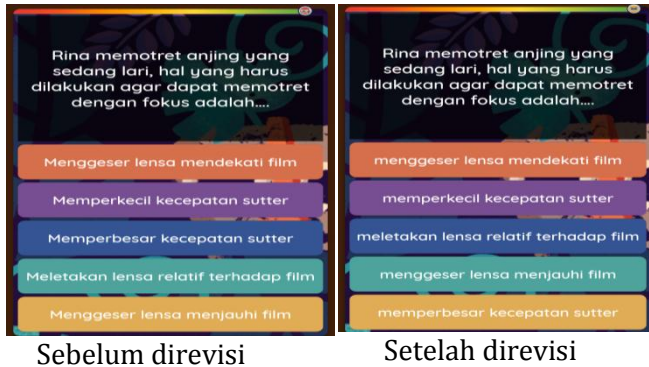 Rina memotret anjing yang
sedang lari, hal yang harus
dilakukan agar dapat memotret
dengan fokus adalah....
Menggeser lensa mendekati film
Memperkecil kecepatan sutter
Memperbesar kecepatan sutter
Meletakan lensa relatif terhadap film
Menggeser lensa menjauhi film
Sebelum direvisi
Rina memotret anjing yang
sedang lari, hal yang harus
dilakukan agar dapat memotret
dengan fokus adalah....
menggeser lensa mendekati film
memperkecil kecepatan sutter
meletakan lensa relatif terhadap film
menggeser lensa menjauhi film
memperbesar kecepatan sutter
Setelah direvisi